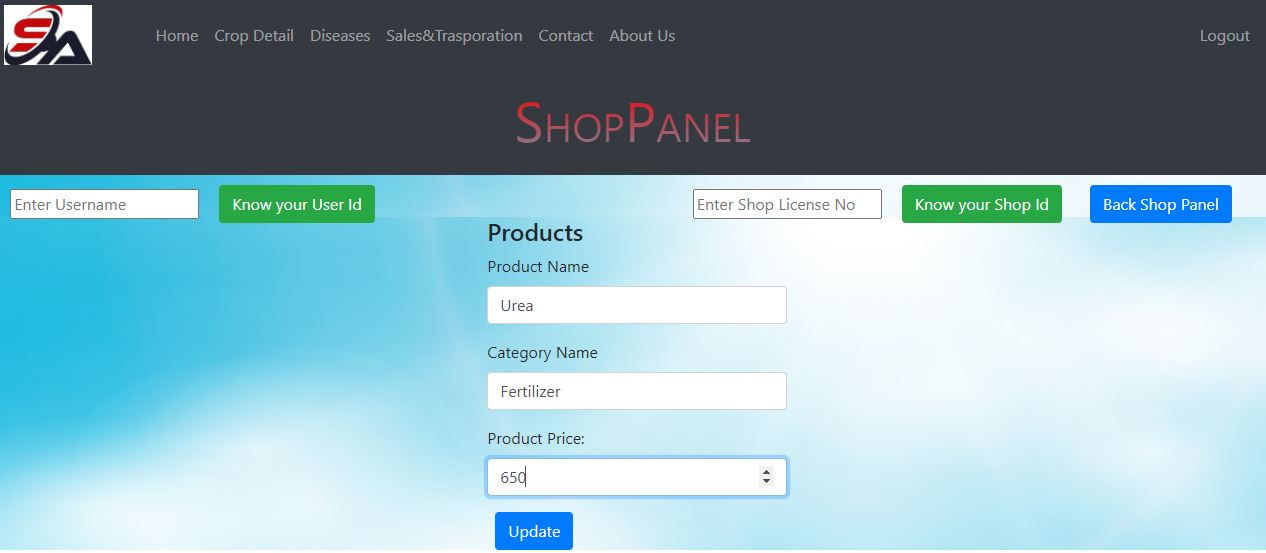 SA
Home Crop Detail Diseases Sales&Trasporation Contact About Us Logout
ShopPanel
Enter Username Know your User Id Enter Shop License No Know your Shop Id Back Shop Panel
Products
Product Name
Urea
Category Name
Fertilizer
Product Price:
650
Update